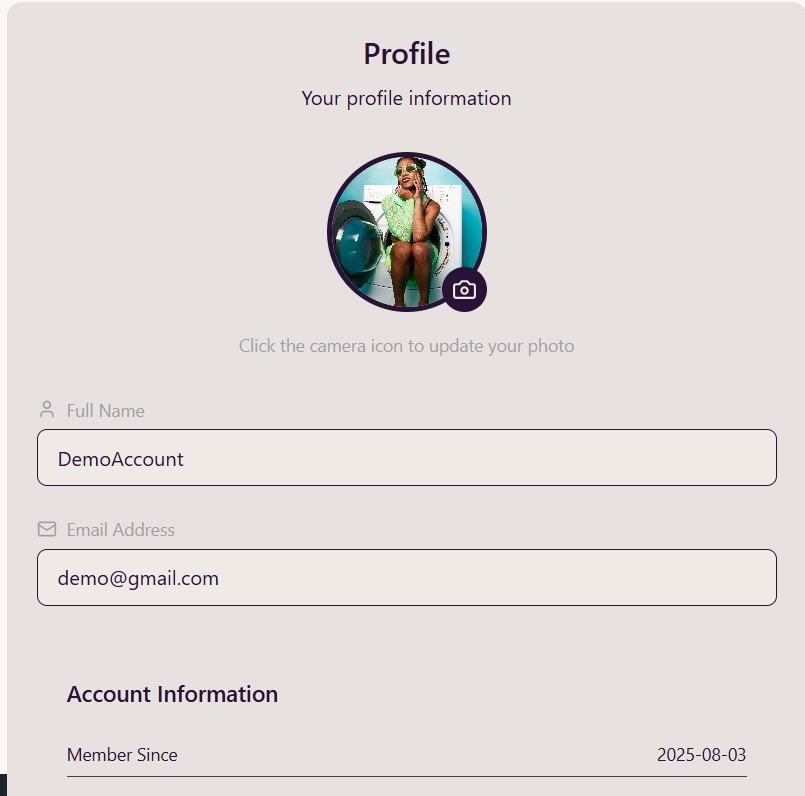 Profile
Your profile information
Click the camera icon to update your photo
Full Name
DemoAccount
Email Address
demo@gmail.com
Account Information
Member Since 2025-08-03